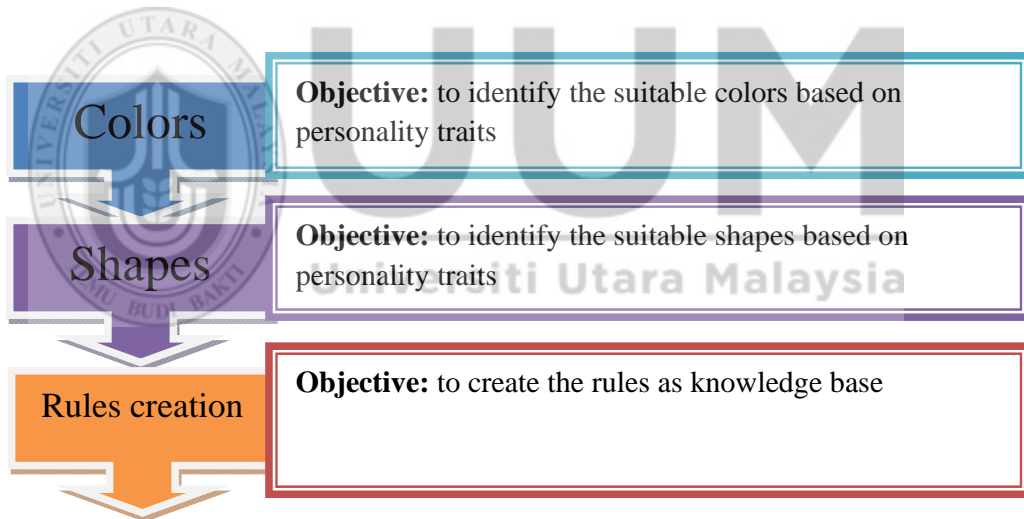 UNIVERSITI UTARA MALAYSIA
UUM
Colors
Objective: to identify the suitable colors based on
personality traits
Shapes
Objective: to identify the suitable shapes based on
personality traits
Universiti Utara Malaysia
BUDI BAKTI
Rules creation
Objective: to create the rules as knowledge base